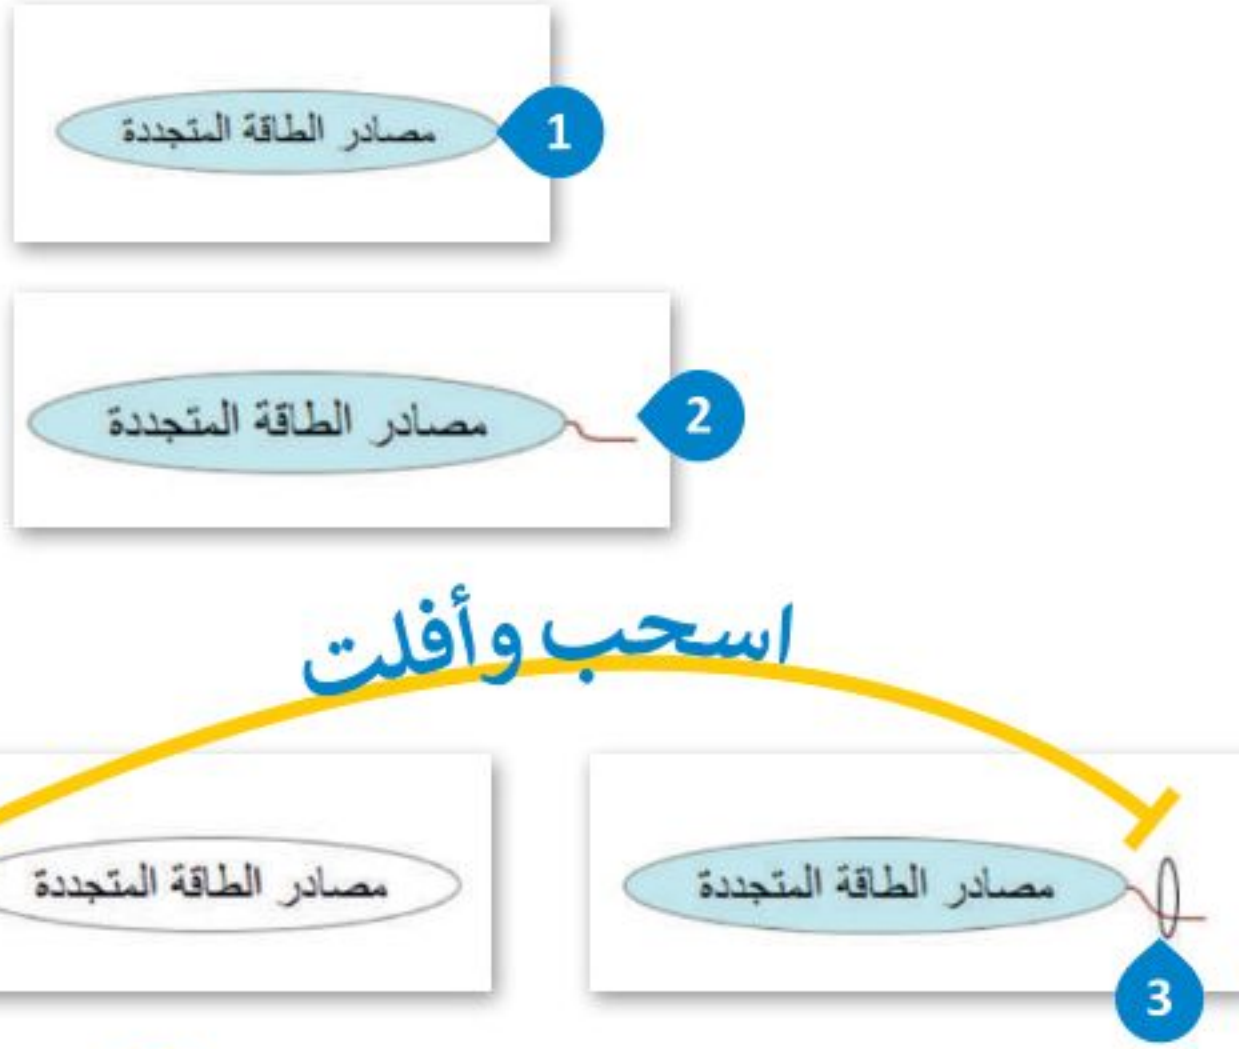 مصادر الطاقة المتجددة
1
مصادر الطاقة المتجددة
2
اسحب وأفلت
مصادر الطاقة المتجددة
مصادر الطاقة المتجددة
3